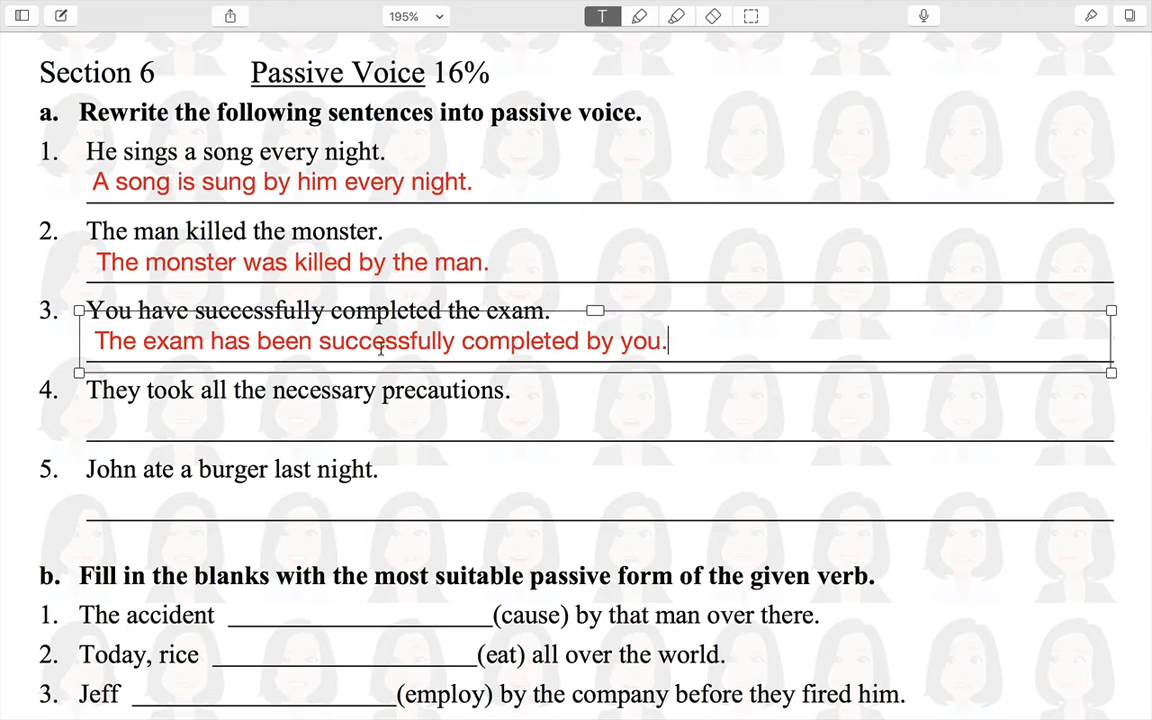 195%
T
Section 6 Passive Voice 16%
a. Rewrite the following sentences into passive voice.
1. He sings a song every night.
A song is sung by him every night.
2. The man killed the monster.
The monster was killed by the man.
3. You have successfully completed the exam.
The exam has been successfully completed by you.
4. They took all the necessary precautions.
5. John ate a burger last night.
b. Fill in the blanks with the most suitable passive form of the given verb.
1. The accident ____________________(cause) by that man over there.
2. Today, rice ____________________(eat) all over the world.
3. Jeff ____________________(employ) by the company before they fired him.